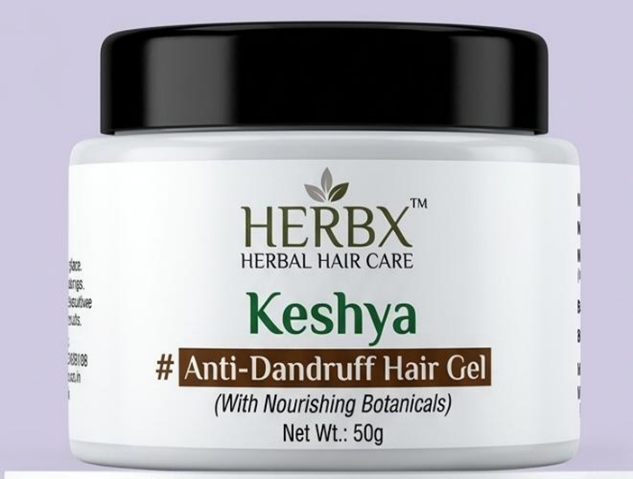 HERBX™
HERBAL HAIR CARE
Keshya
# Anti-Dandruff Hair Gel
(With Nourishing Botanicals)
Net Wt.: 50g